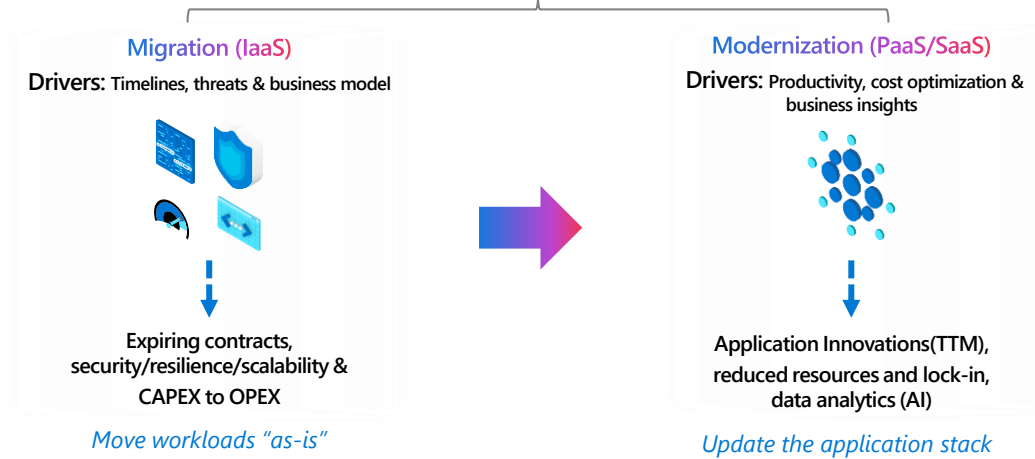 Migration (IaaS)
Drivers: Timelines, threats & business model
Expiring contracts,
security/resilience/scalability &
CAPEX to OPEX
Move workloads “as-is”
Modernization (PaaS/SaaS)
Drivers: Productivity, cost optimization &
business insights
Application Innovations(TTM),
reduced resources and lock-in,
data analytics (AI)
Update the application stack